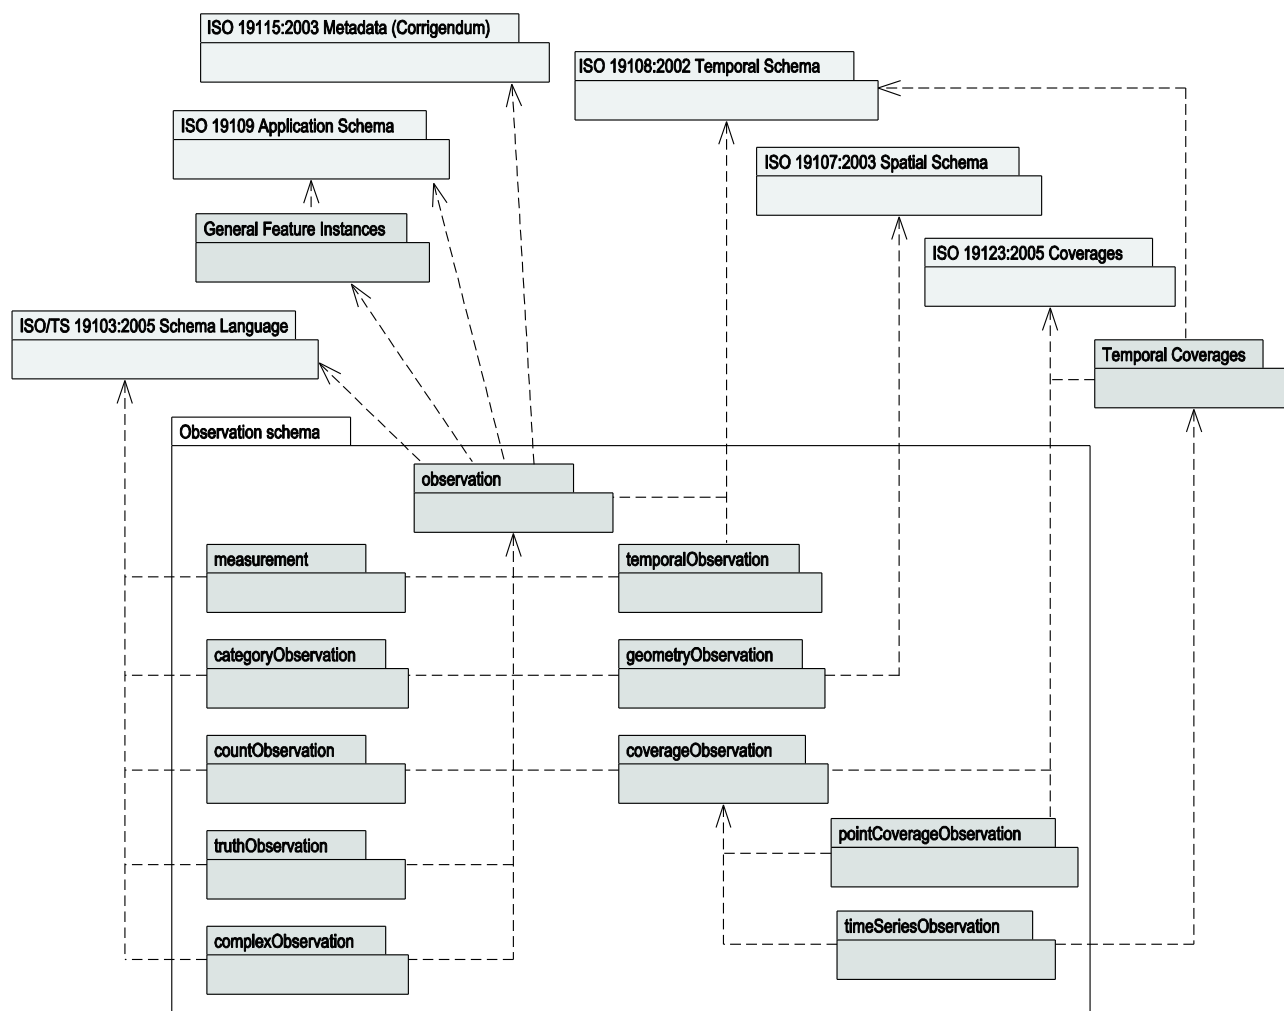 ISO 19115:2003 Metadata (Corrigendum)
ISO 19108:2002 Temporal Schema
ISO 19109 Application Schema
ISO 19107:2003 Spatial Schema
General Feature Instances
ISO 19123:2005 Coverages
ISO/TS 19103:2005 Schema Language
Temporal Coverages
Observation schema
observation
measurement
temporalObservation
categoryObservation
geometryObservation
countObservation
coverageObservation
truthObservation
pointCoverageObservation
complexObservation
timeSeriesObservation